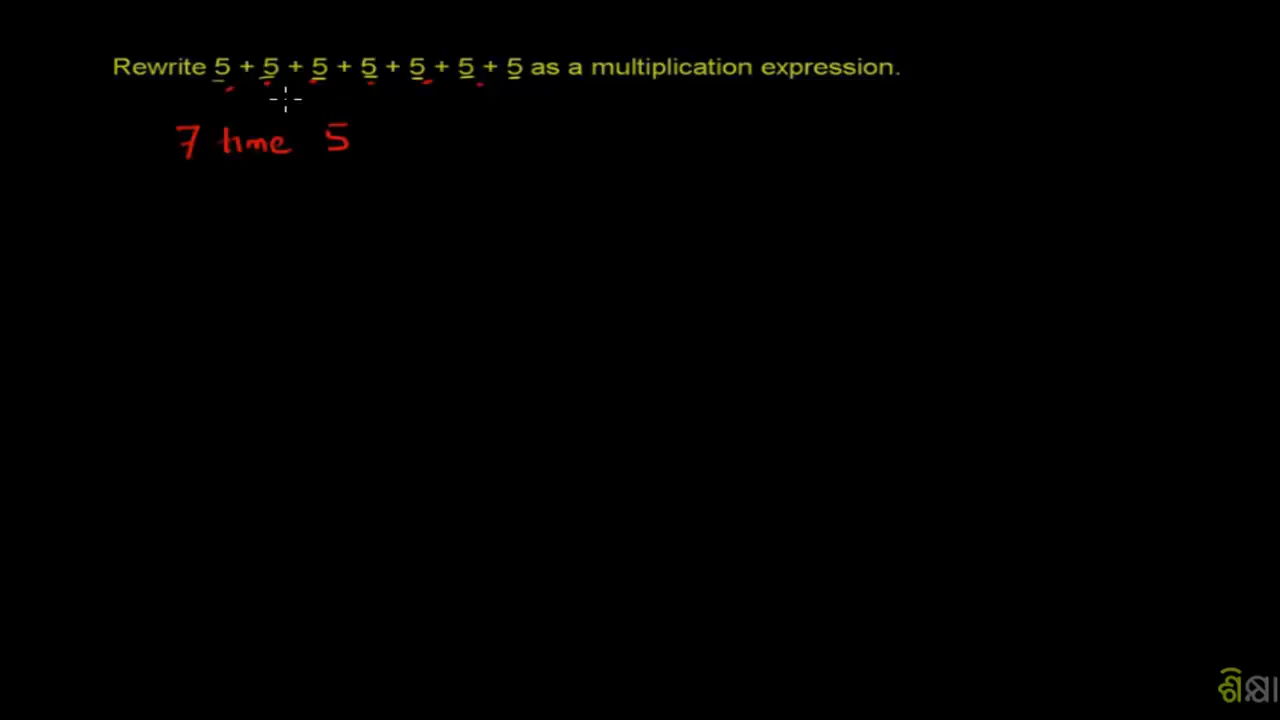 Rewrite 5 + 5 + 5 + 5 + 5 + 5 + 5 as a multiplication expression.
7 time 5
ଶିକ୍ଷା